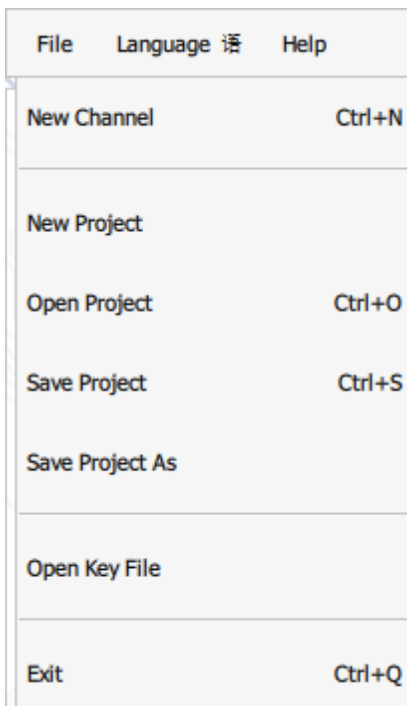 File Language 语 Help
New Channel Ctrl+N
New Project
Open Project Ctrl+O
Save Project Ctrl+S
Save Project As
Open Key File
Exit Ctrl+Q